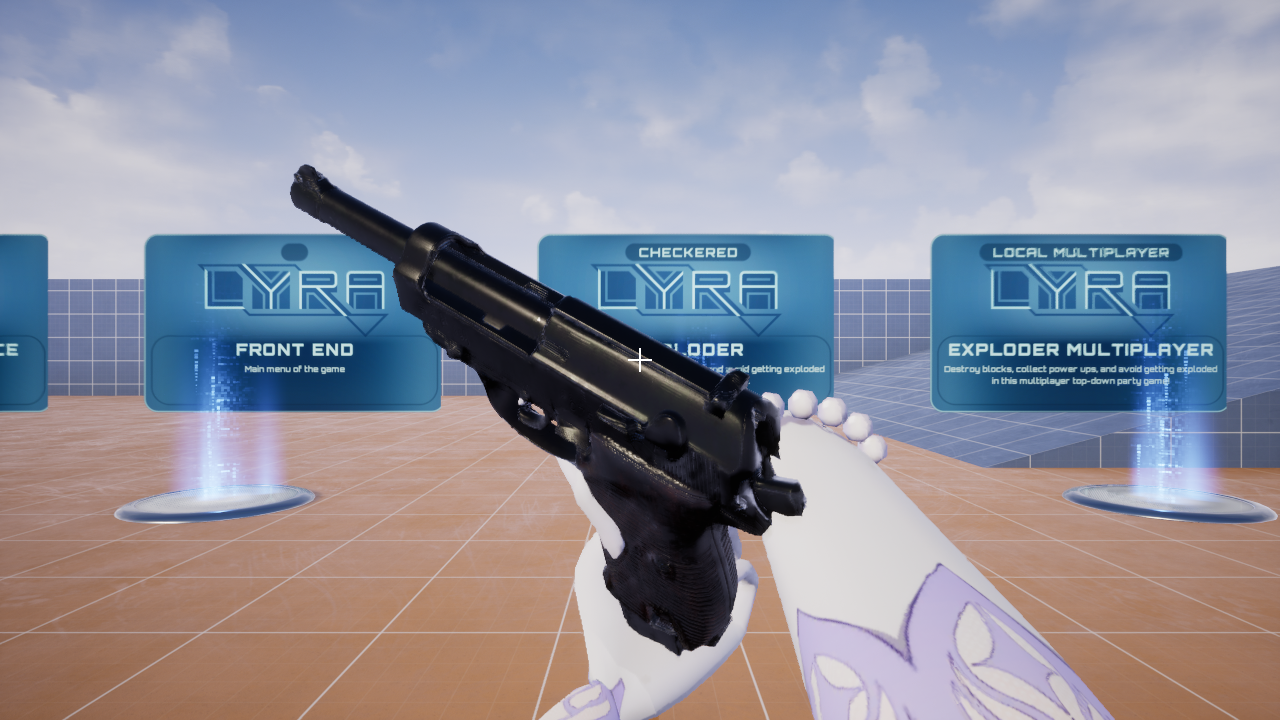 CE
LYRA
FRONT END
Main menu of the game
CHECKERED
LYRA
LODER
and avoid getting exploded
LOCAL MULTIPLAYER
LYRA
EXPLODER MULTIPLAYER
Destroy blocks, collect power ups, and avoid getting exploded
in this multiplayer top-down party game